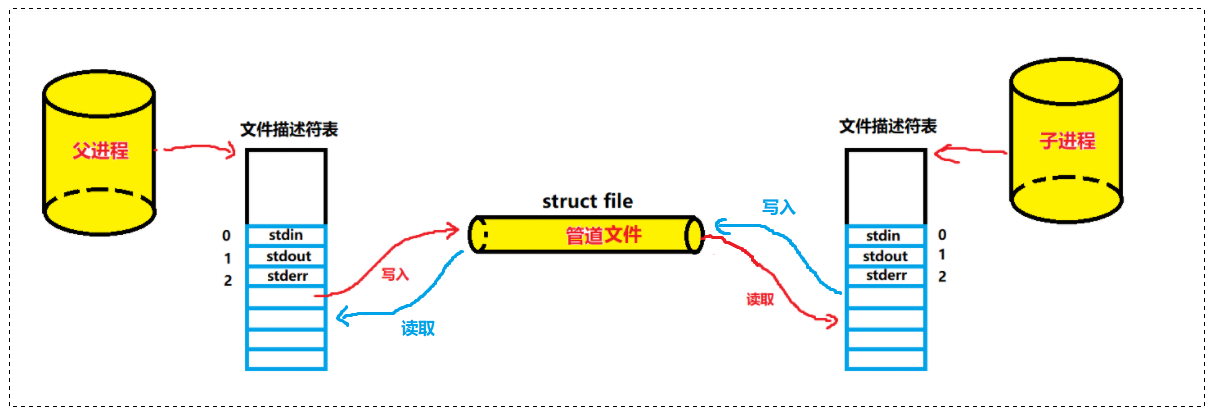 文件描述符表
文件描述符表
父进程
子进程
struct file
管道文件
写入
读取
写入
读取
0 stdin
1 stdout
2 stderr
stdin 0
stdout 1
stderr 2